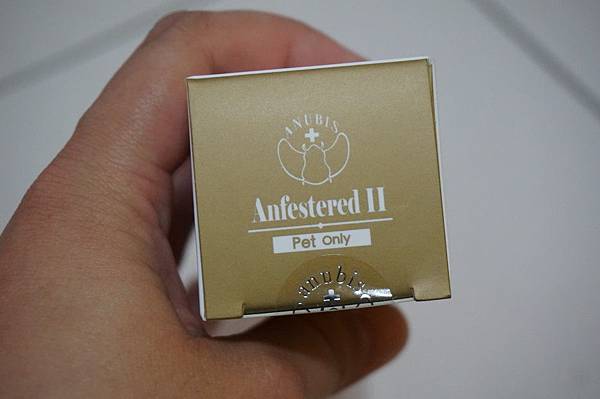 ANUBIS
Anfestered II
Pet only
anubis